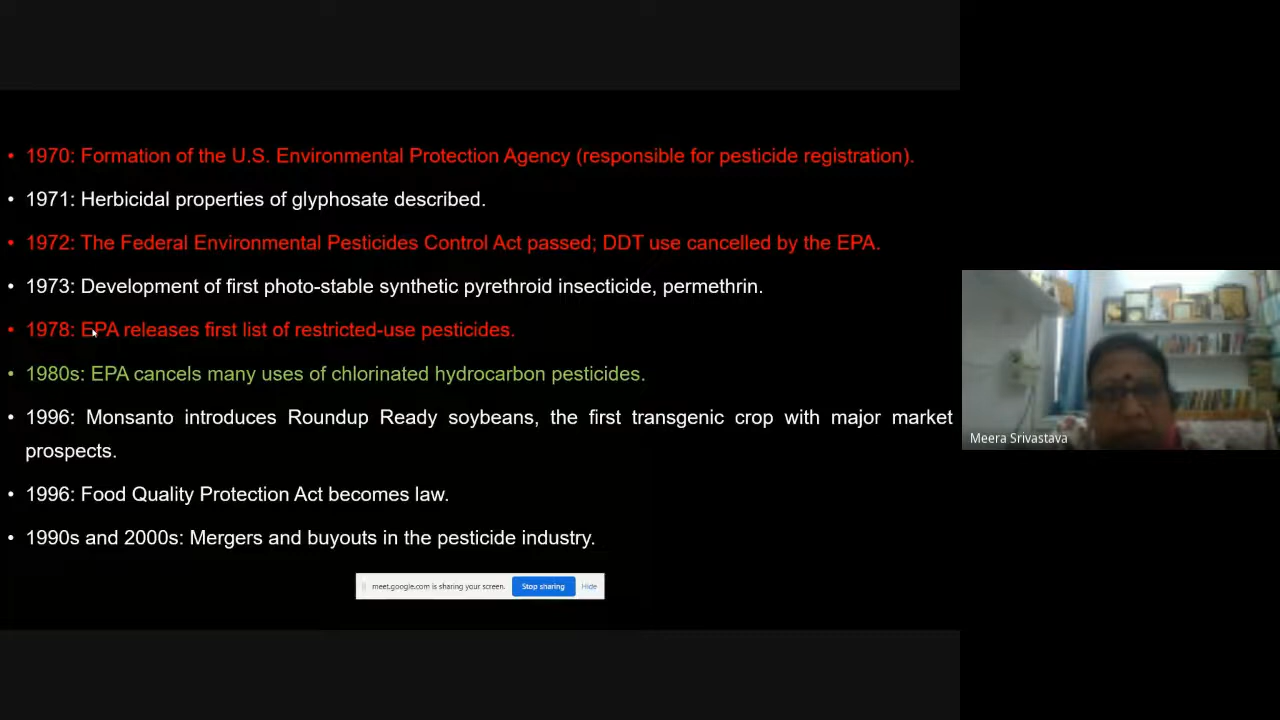 • 1970: Formation of the U.S. Environmental Protection Agency (responsible for pesticide registration).
• 1971: Herbicidal properties of glyphosate described.
• 1972: The Federal Environmental Pesticides Control Act passed; DDT use cancelled by the EPA.
• 1973: Development of first photo-stable synthetic pyrethroid insecticide, permethrin.
• 1978: EPA releases first list of restricted-use pesticides.
• 1980s: EPA cancels many uses of chlorinated hydrocarbon pesticides.
• 1996: Monsanto introduces Roundup Ready soybeans, the first transgenic crop with major market
prospects.
• 1996: Food Quality Protection Act becomes law.
• 1990s and 2000s: Mergers and buyouts in the pesticide industry.
meet.google.com is sharing your screen. Stop sharing Hide
Meera Srivastava